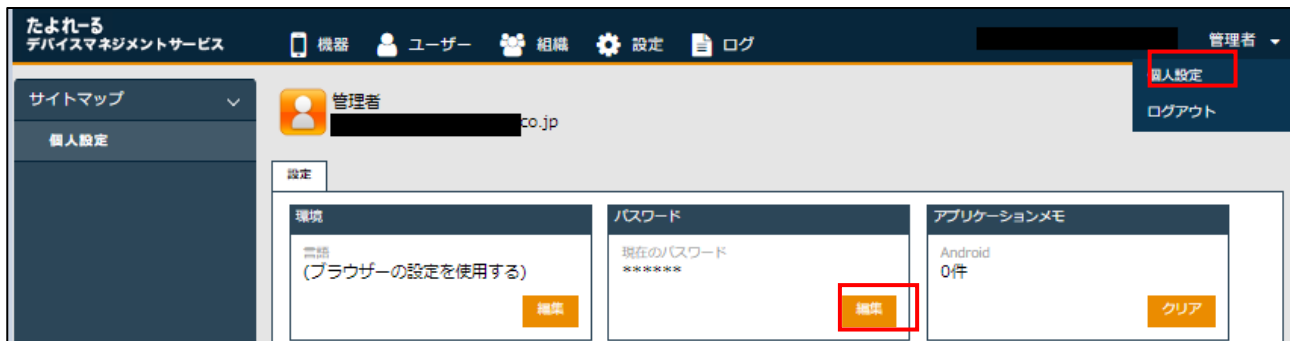 たよれーる
デバイスマネジメントサービス
機器 ユーザー 組織 設定 ログ
管理者
個人設定
ログアウト
サイトマップ
個人設定
管理者
co.jp
設定
環境
言語
(ブラウザーの設定を使用する)
編集
パスワード
現在のパスワード
******
編集
アプリケーションメモ
Android
0件
クリア